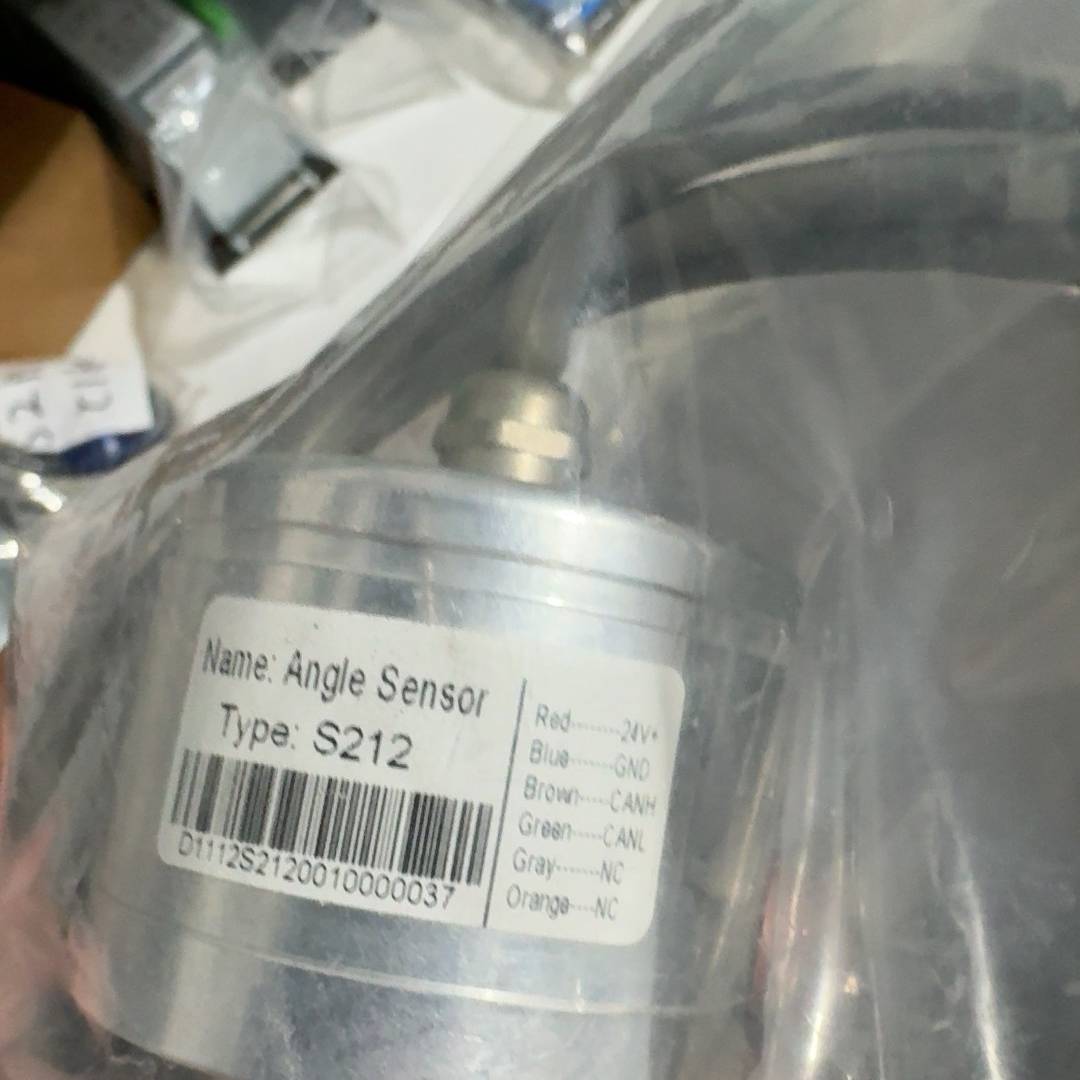 Name: Angle Sensor
Type: S212
D1112S2120010000037
Red--------24V+
Blue-------GND
Brown-----CANH
Green-----CANL
Gray-------NC
Orange----NC